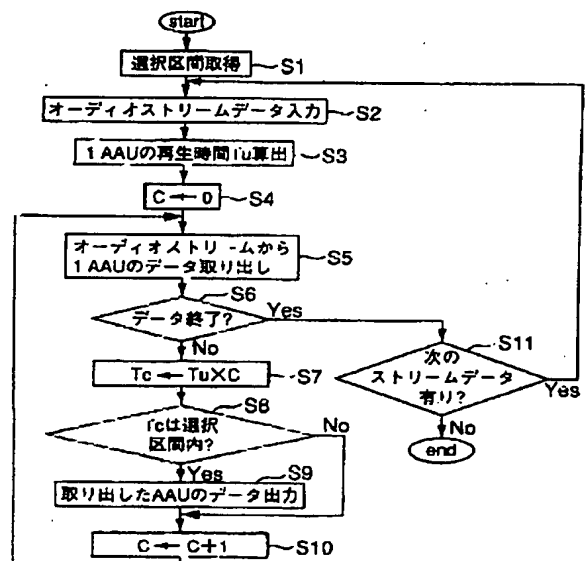 start
選択区間取得
S1
オーディオストリームデータ入力
S2
1 AAUの再生時間Tu算出
S3
C ← 0
S4
オーディオストリームから
1 AAUのデータ取り出し
S5
データ終了?
S6
Yes
No
Tc ← Tu×C
S7
Tcは選択
区間内?
S8
No
Yes
取り出したAAUのデータ出力
S9
C ← C+1
S10
次の
ストリームデータ
有り?
S11
Yes
No
end